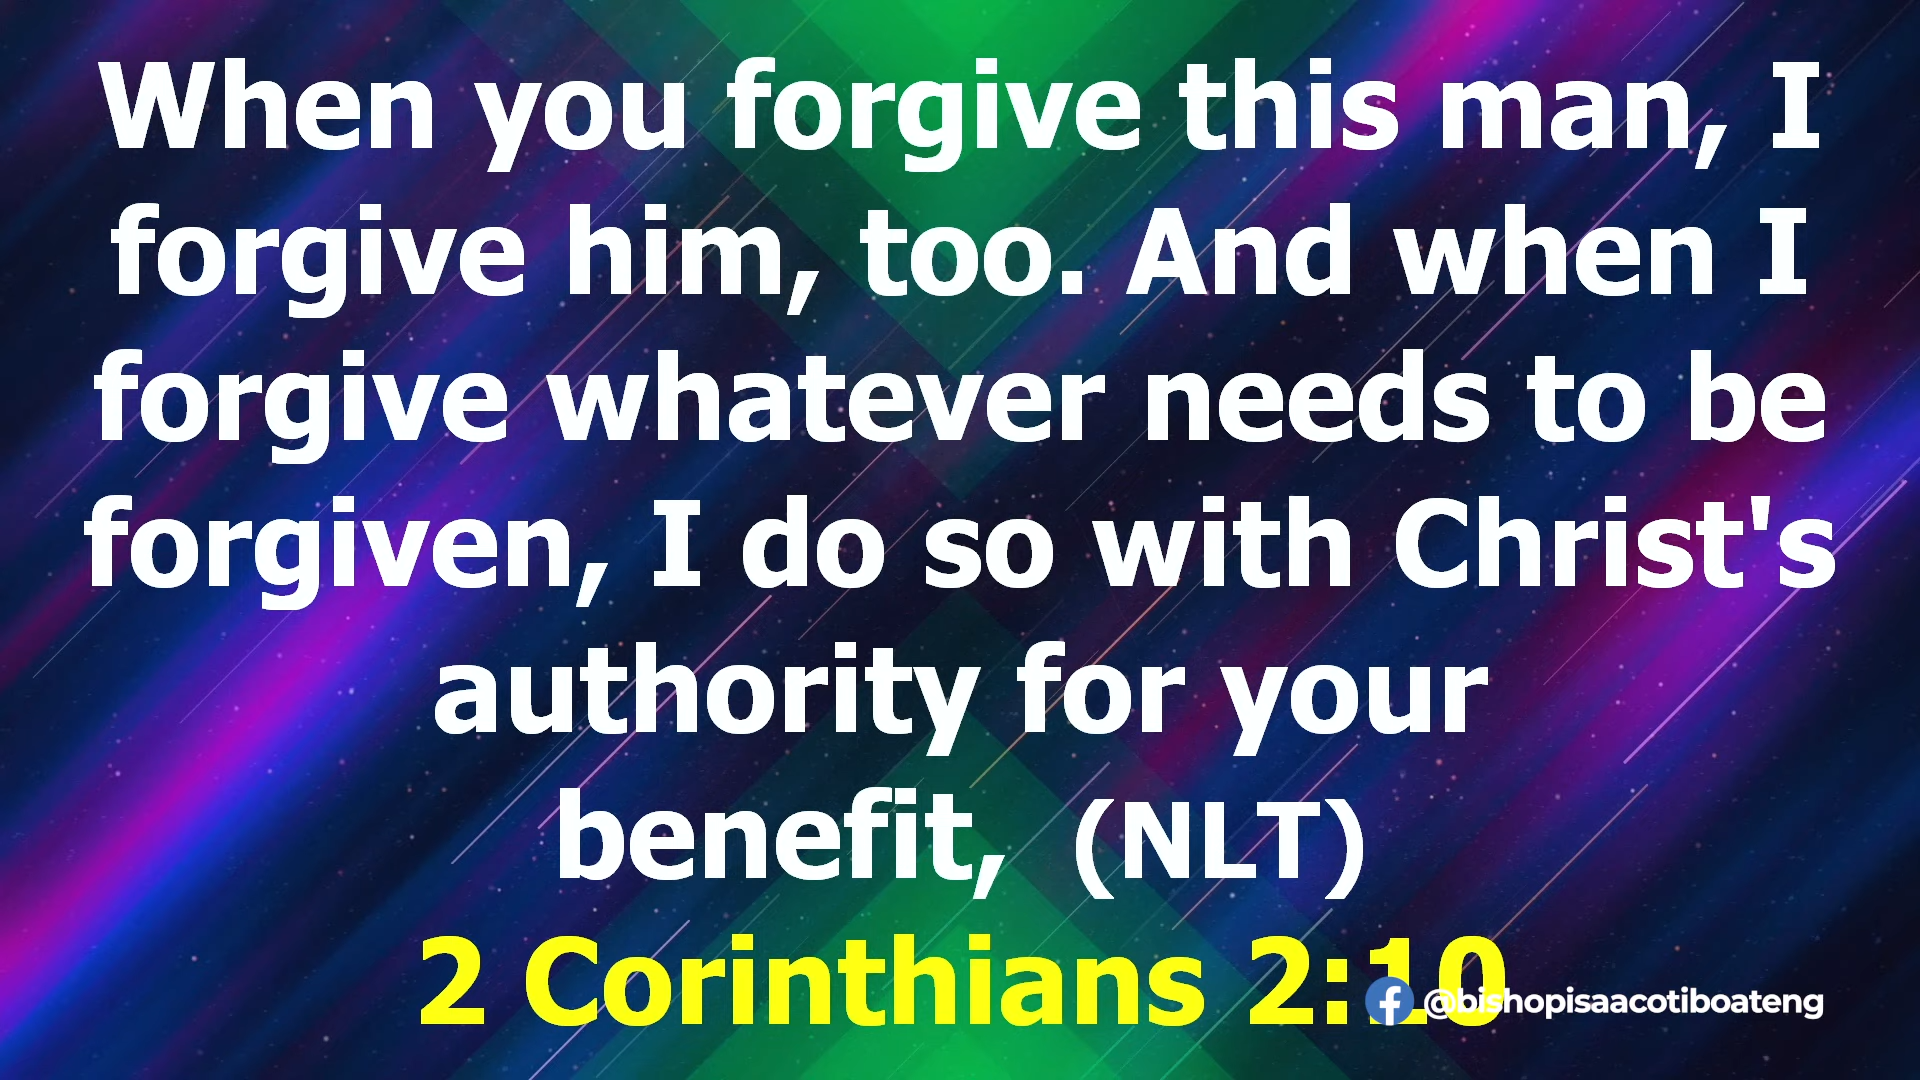 When you forgive this man, I
forgive him, too. And when I
forgive whatever needs to be
forgiven, I do so with Christ's
authority for your
benefit, (NLT)
2 Corinthians 2:10
@bishopisaacotiboateng